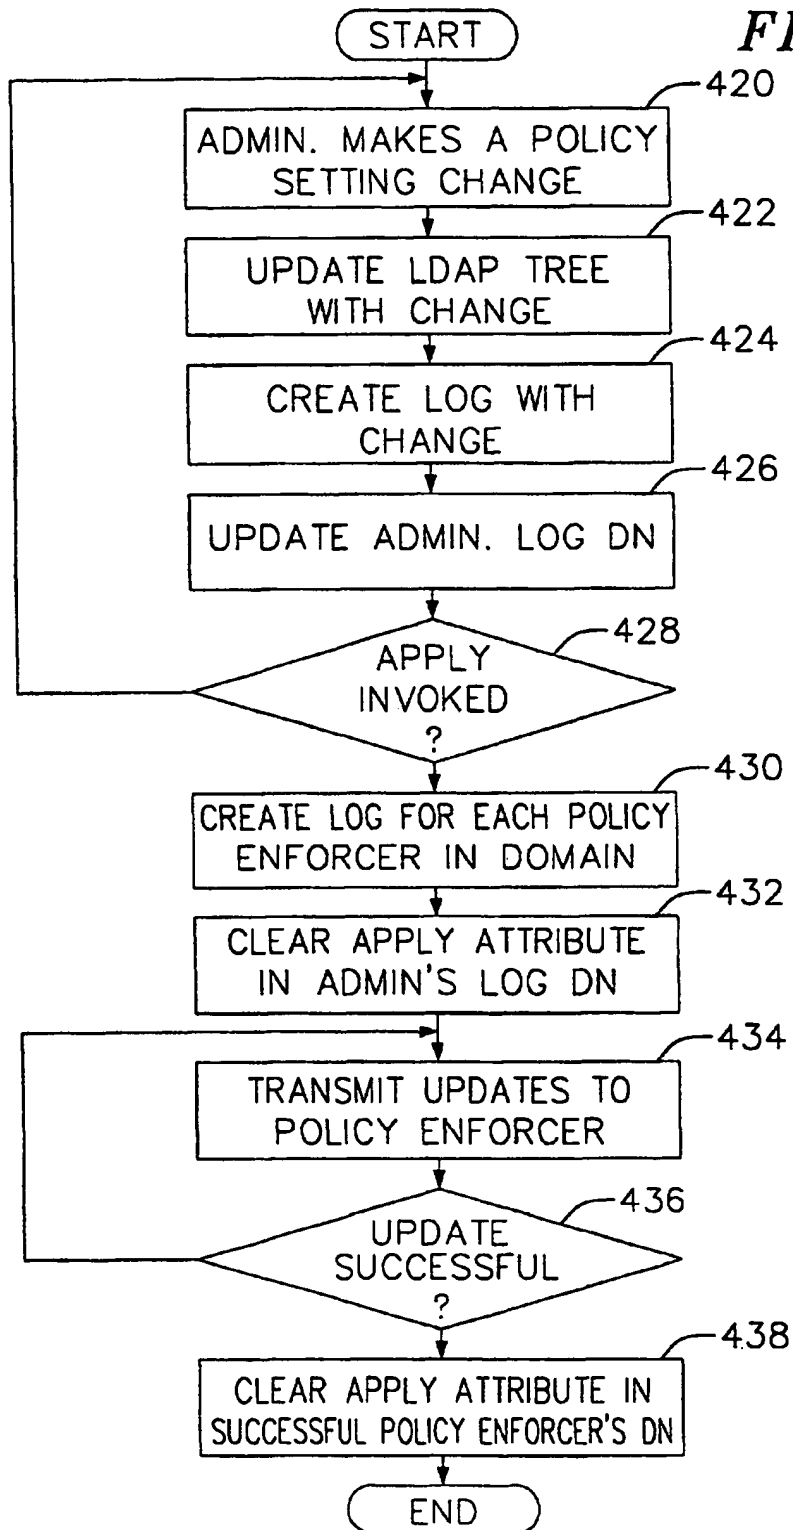 START
FI
420
ADMIN. MAKES A POLICY
SETTING CHANGE
422
UPDATE LDAP TREE
WITH CHANGE
424
CREATE LOG WITH
CHANGE
426
UPDATE ADMIN. LOG DN
428
APPLY
INVOKED
?
430
CREATE LOG FOR EACH POLICY
ENFORCER IN DOMAIN
432
CLEAR APPLY ATTRIBUTE
IN ADMIN'S LOG DN
434
TRANSMIT UPDATES TO
POLICY ENFORCER
436
UPDATE
SUCCESSFUL
?
438
CLEAR APPLY ATTRIBUTE IN
SUCCESSFUL POLICY ENFORCER'S DN
END